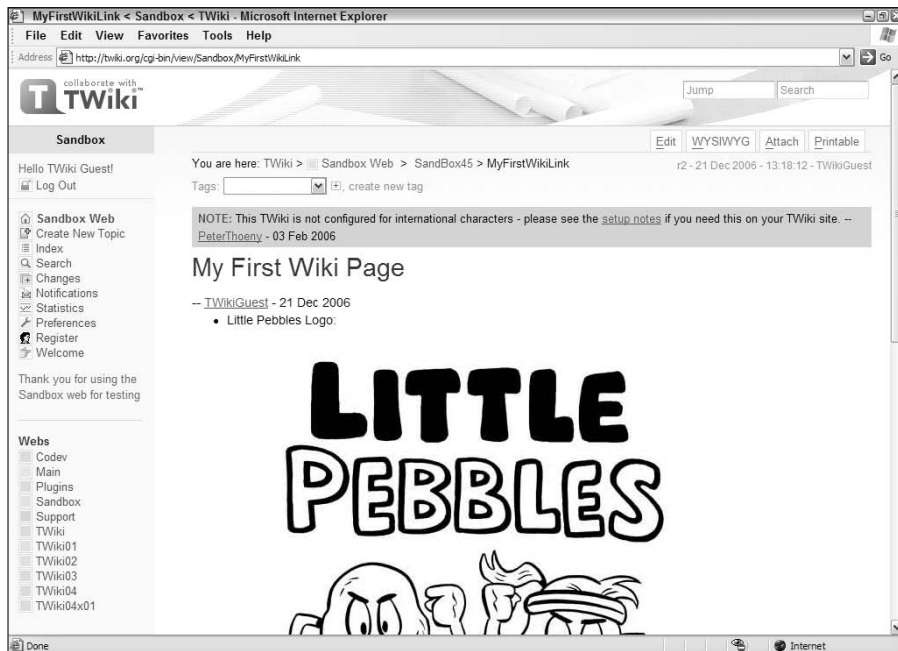 MyFirstWikiLink < Sandbox < TWiki - Microsoft Internet Explorer
File Edit View Favorites Tools Help
Address http://twiki.org/cgi-bin/view/Sandbox/MyFirstWikiLink Go
collaborate with
TWiki™
Jump Search
Sandbox
Edit WYSIWYG Attach Printable
Hello TWiki Guest!
Log Out
You are here: TWiki > Sandbox Web > SandBox45 > MyFirstWikiLink
r2 - 21 Dec 2006 - 13:18:12 - TWikiGuest
Tags: , create new tag
Sandbox Web
Create New Topic
Index
Search
Changes
Notifications
Statistics
Preferences
Register
Welcome
Thank you for using the
Sandbox web for testing
Webs
Codev
Main
Plugins
Sandbox
Support
TWiki
TWiki01
TWiki02
TWiki03
TWiki04
TWiki04x01
NOTE: This TWiki is not configured for international characters - please see the setup notes if you need this on your TWiki site. --
PeterThoeny - 03 Feb 2006
My First Wiki Page
-- TWikiGuest - 21 Dec 2006
• Little Pebbles Logo:
LITTLE
PEBBLES
Done Internet